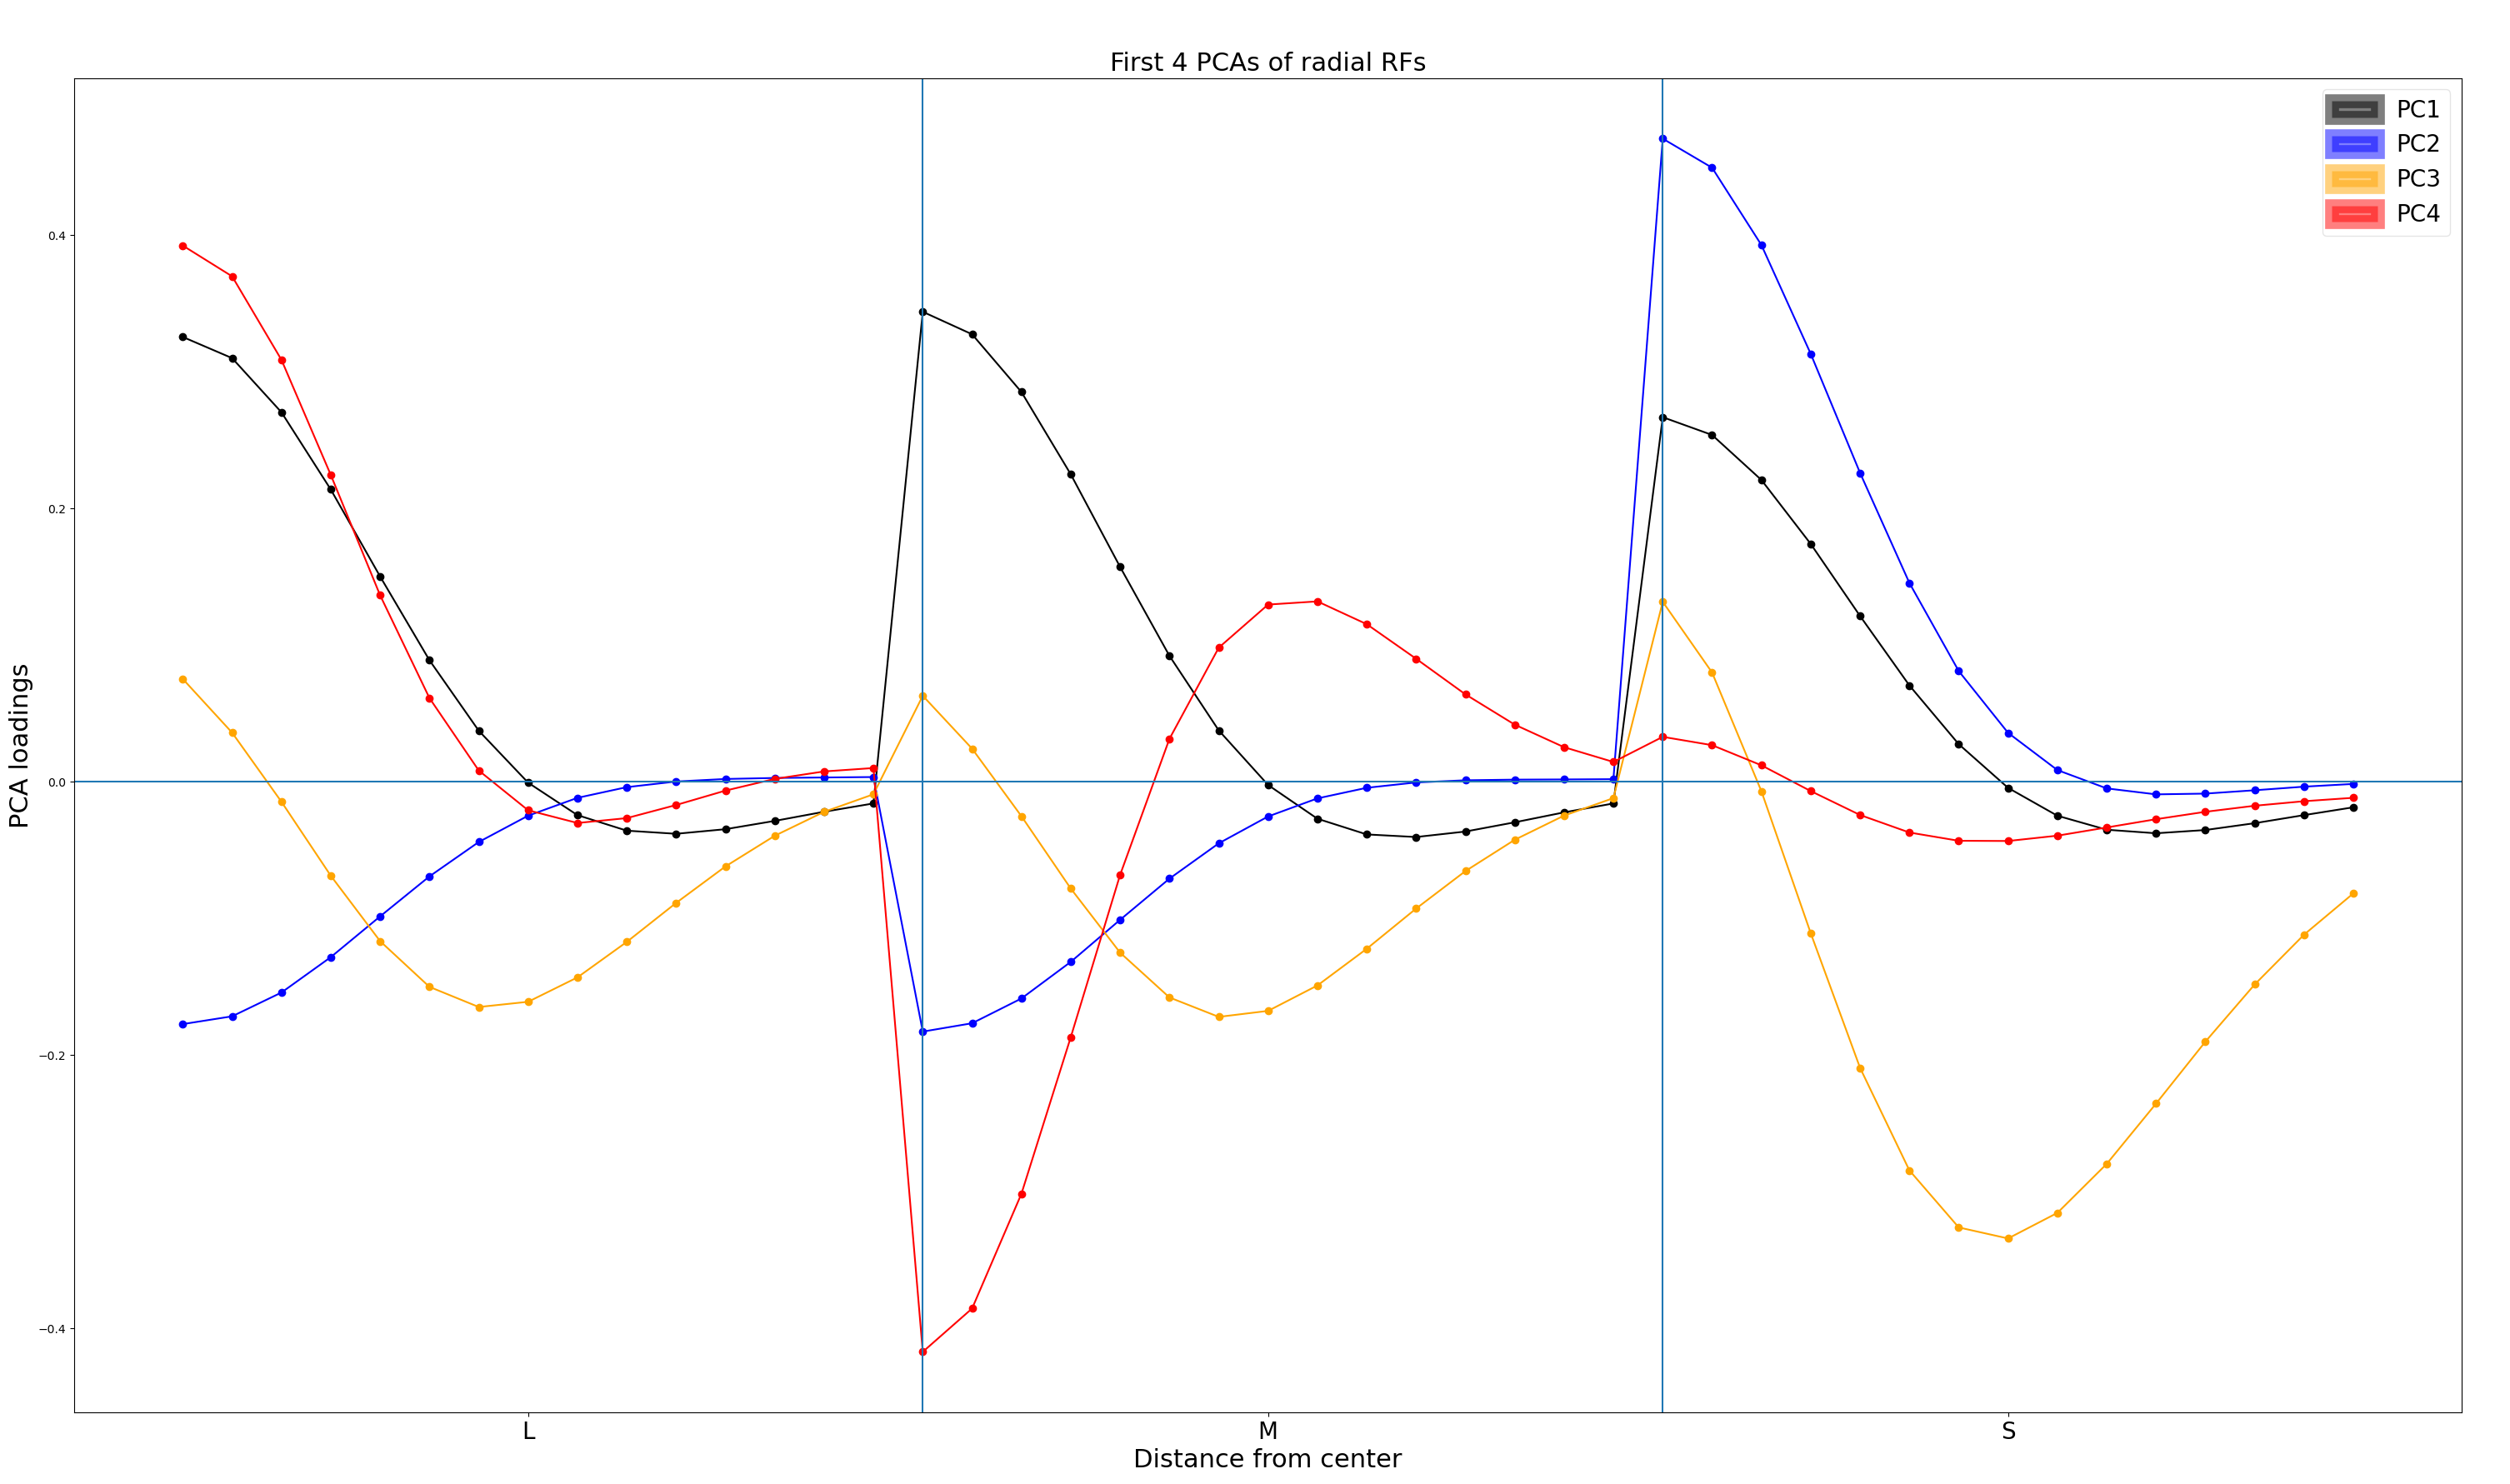 First 4 PCAs of radial RFs
PC1
PC2
PC3
PC4
0.4
0.2
0.0
−0.2
−0.4
PCA loadings
L M S
Distance from center